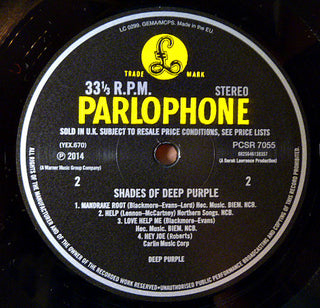 LC 0299. GEMA/MCPS. Made in the EU
£
TRADE MARK
33⅓ R.P.M. STEREO
PARLOPHONE
SOLD IN U.K. SUBJECT TO RESALE PRICE CONDITIONS, SEE PRICE LISTS
(YEX.670) PCSR 7055
℗ 2014 0825646138357
(A Warner Music Group Company) (A Derek Lawrence Production)
2 2
SHADES OF DEEP PURPLE
1. MANDRAKE ROOT (Blackmore–Evans–Lord) Hec. Music. BIEM. NCB.
2. HELP (Lennon–McCartney) Northern Songs. NCB.
3. LOVE HELP ME (Blackmore–Evans)
Hec. Music. BIEM. NCB.
4. HEY JOE (Roberts)
Carlin Music Corp
DEEP PURPLE
ALL RIGHTS OF THE MANUFACTURER AND OF THE OWNER OF THE RECORDED WORK RESERVED • UNAUTHORISED PUBLIC PERFORMANCE BROADCASTING AND COPYING OF THIS RECORD PROHIBITED